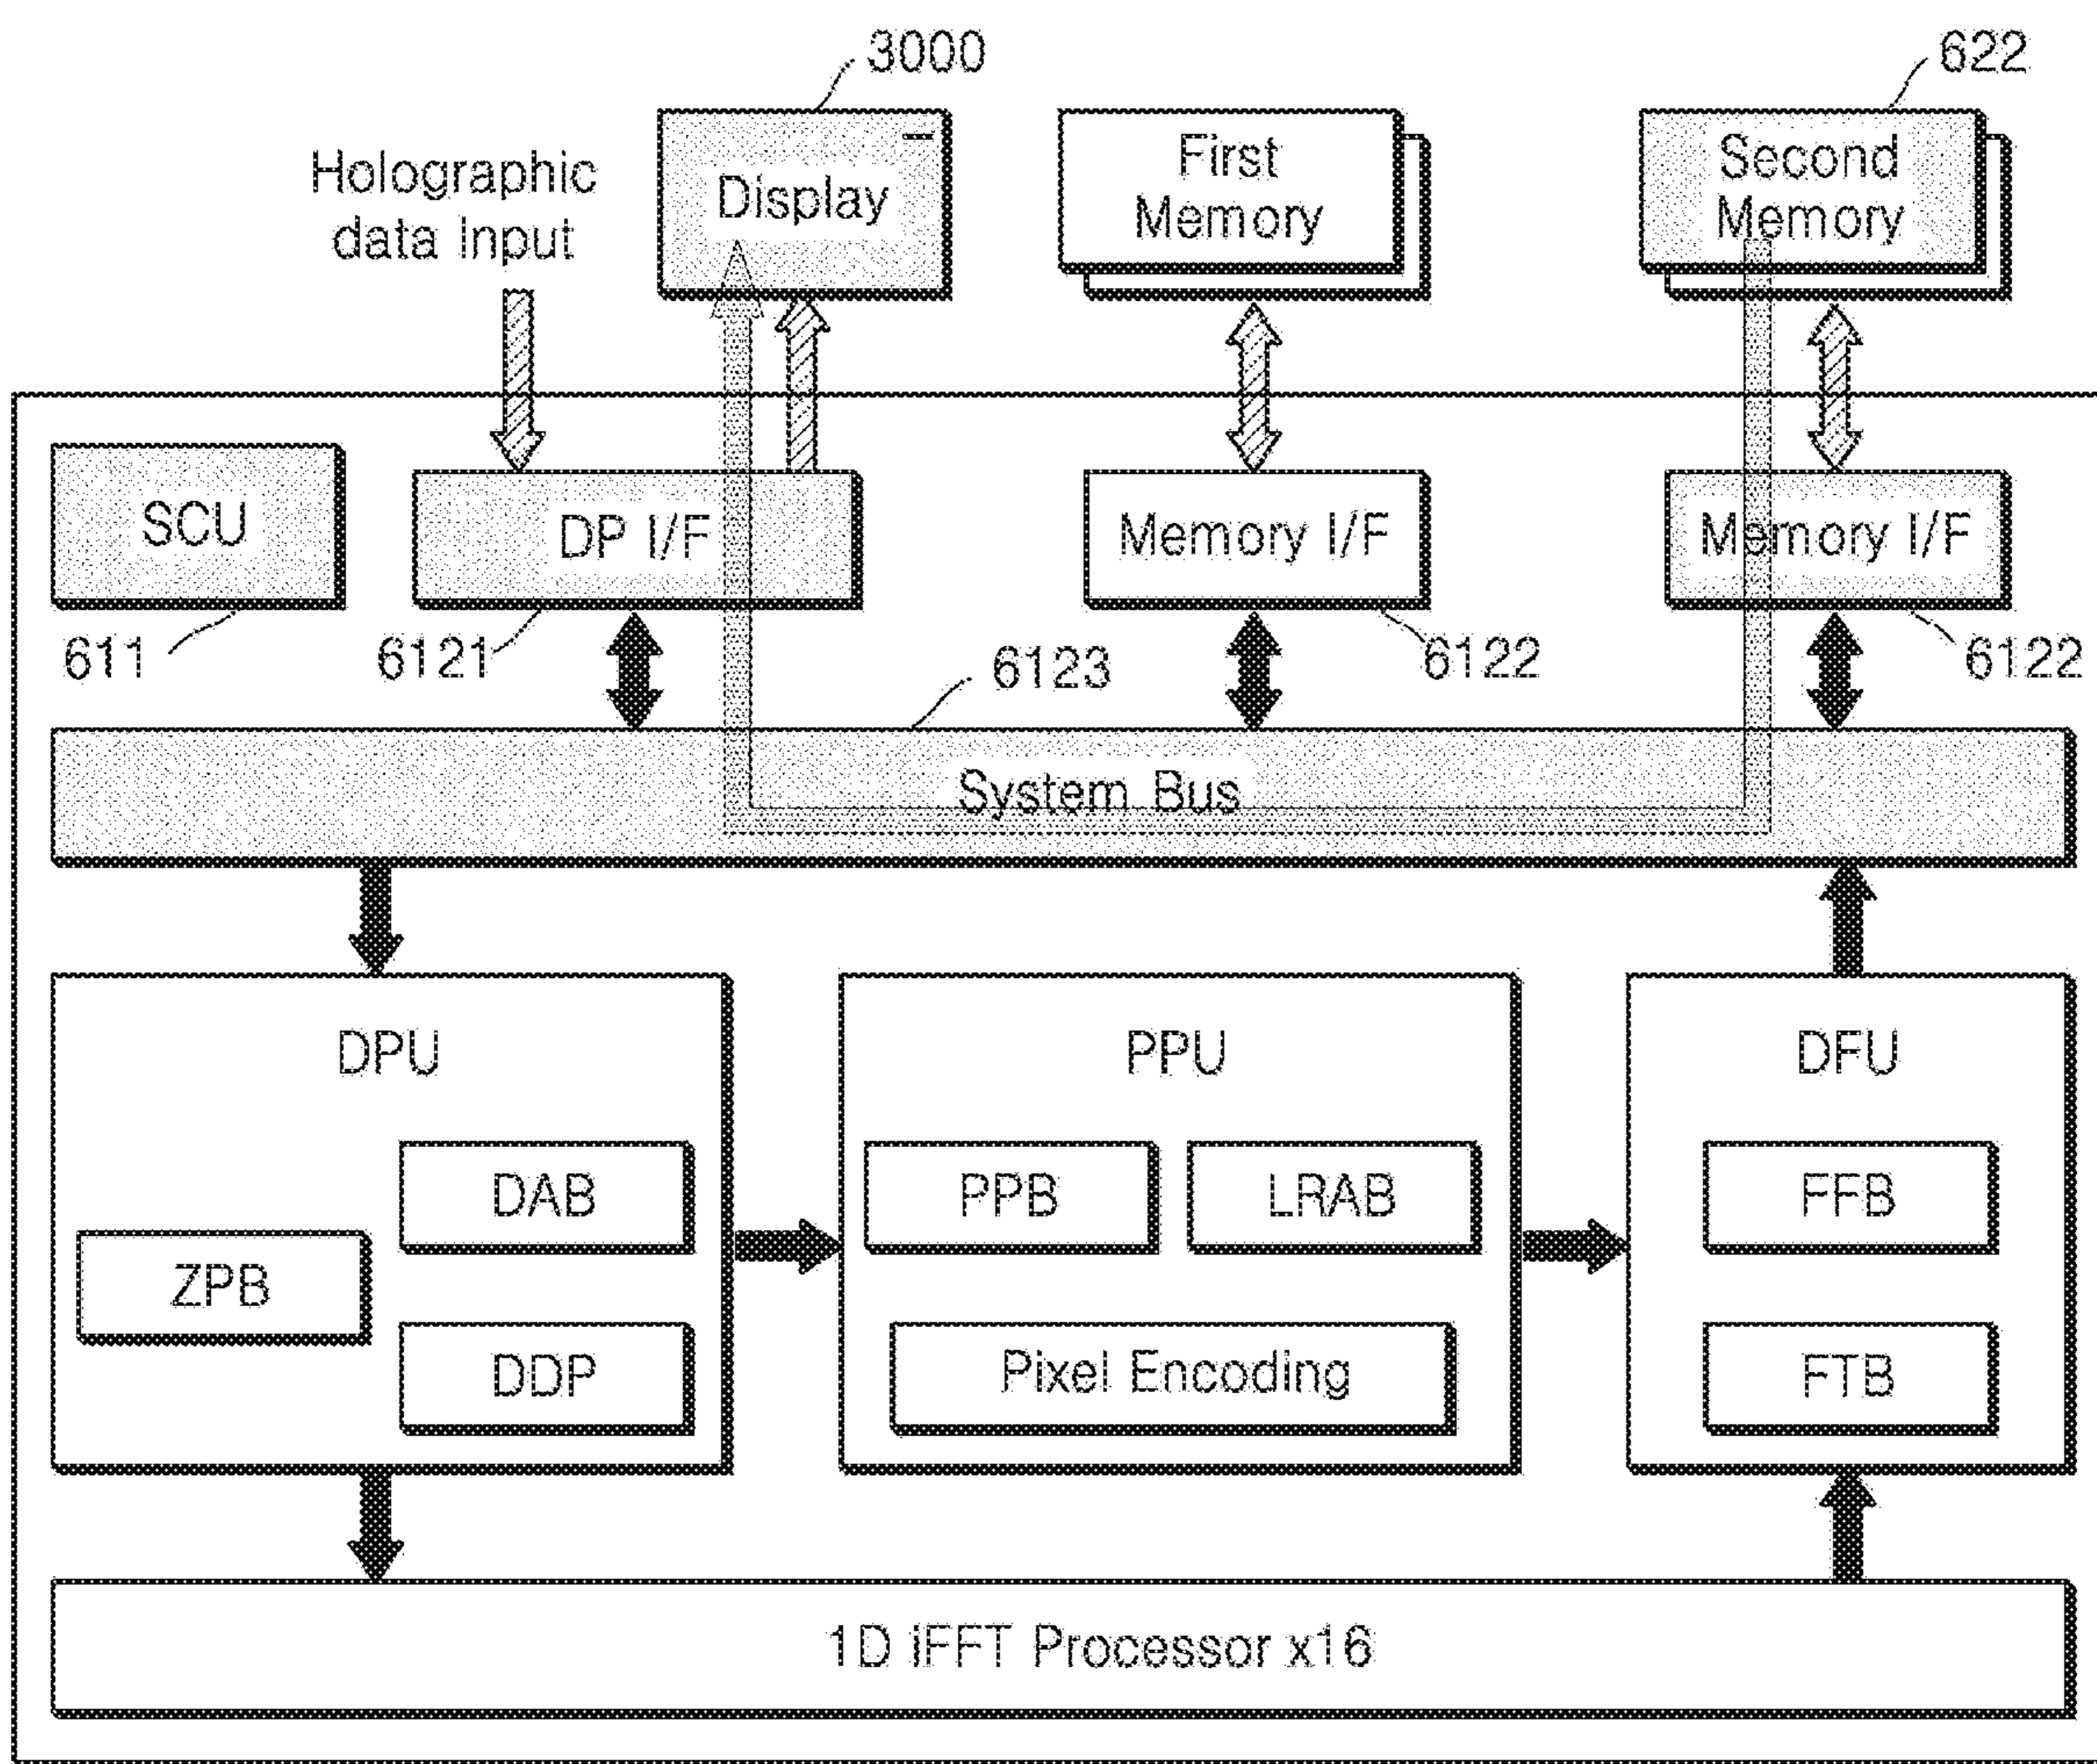 3000
622
Holographic
data Input
Display
First
Memory
Second
Memory
SCU
DP I/F
Memory I/F
Memory I/F
611
6121
6123
6122
6122
System Bus
DPU
PPU
DFU
DAB
PPB
LRAB
FFB
ZPB
DDP
Pixel Encoding
FTB
1D iFFT Processor x16